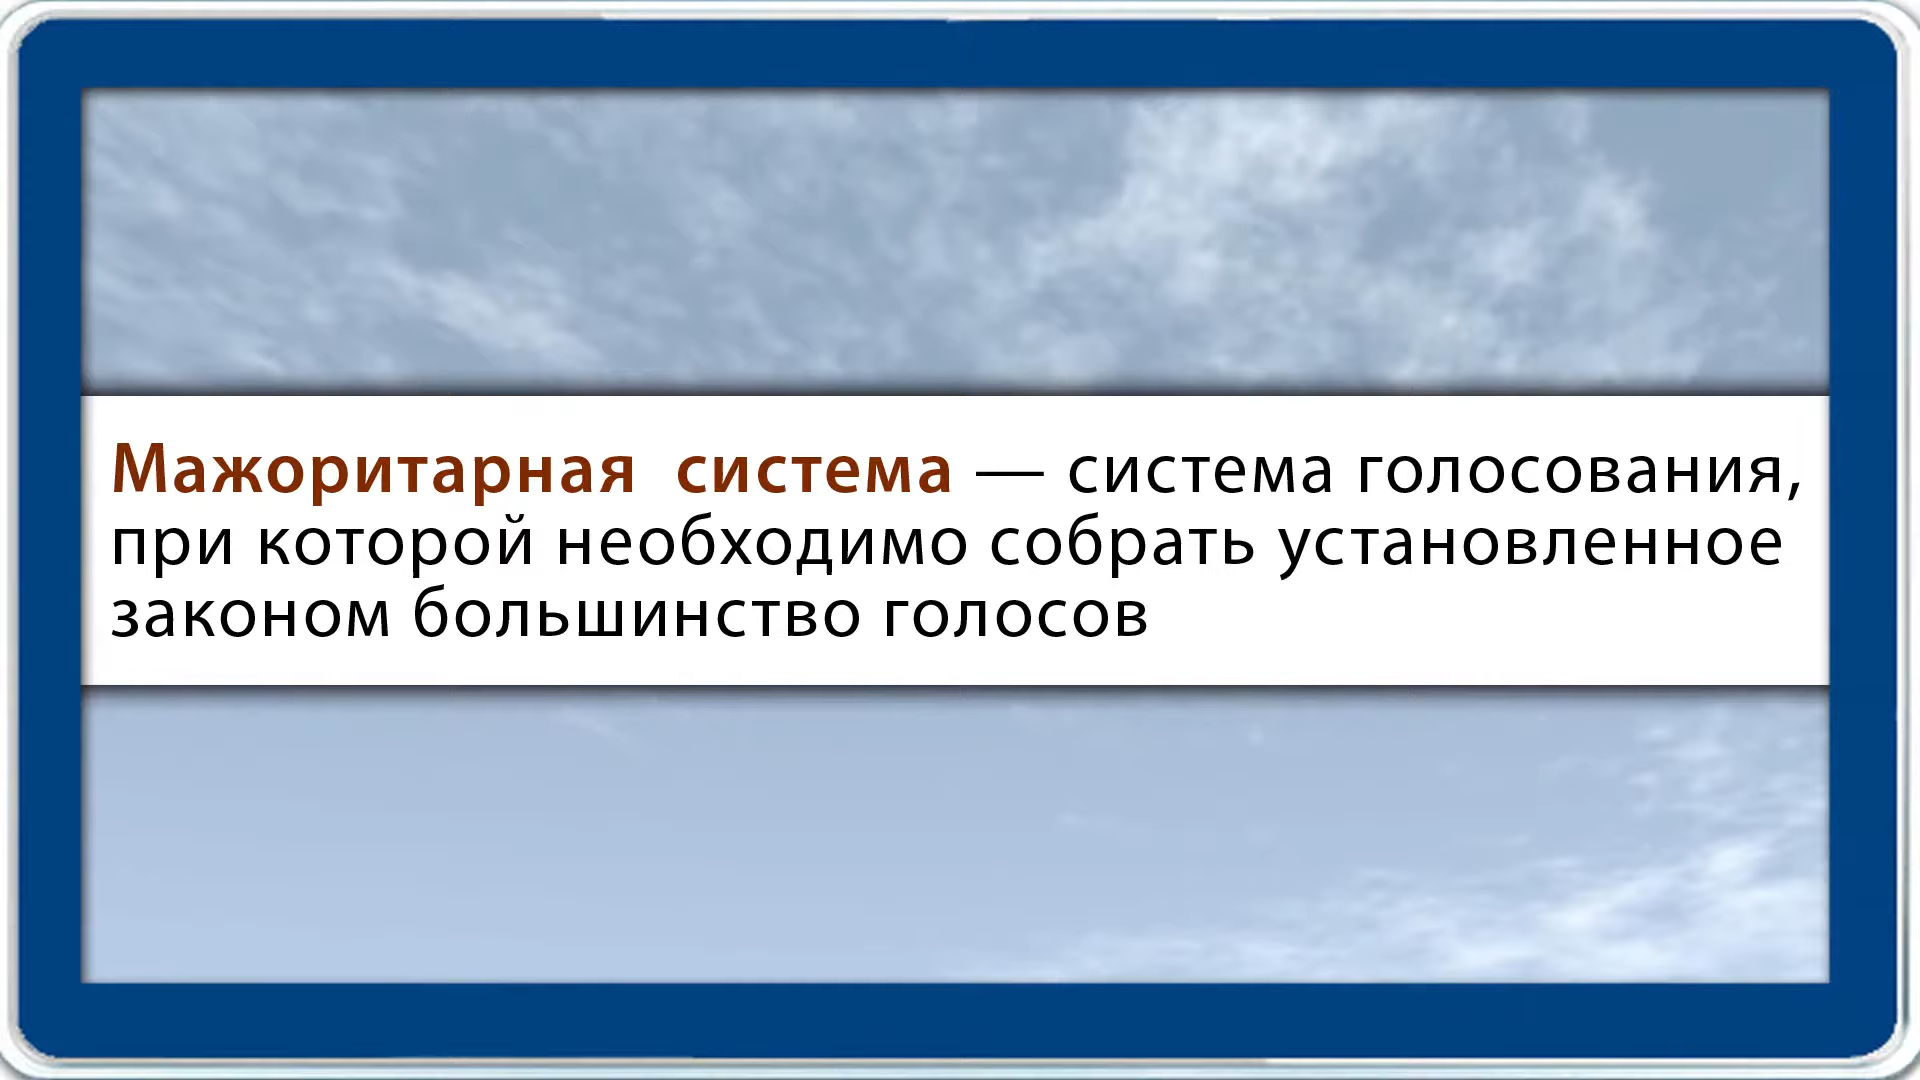 Мажоритарная система — система голосования,
при которой необходимо собрать установленное
законом большинство голосов